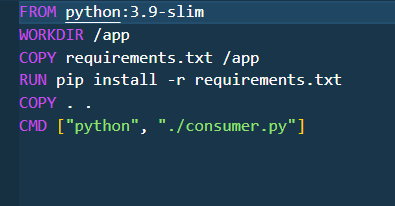 FROM python:3.9-slim
WORKDIR /app
COPY requirements.txt /app
RUN pip install -r requirements.txt
COPY . .
CMD ["python", "./consumer.py"]